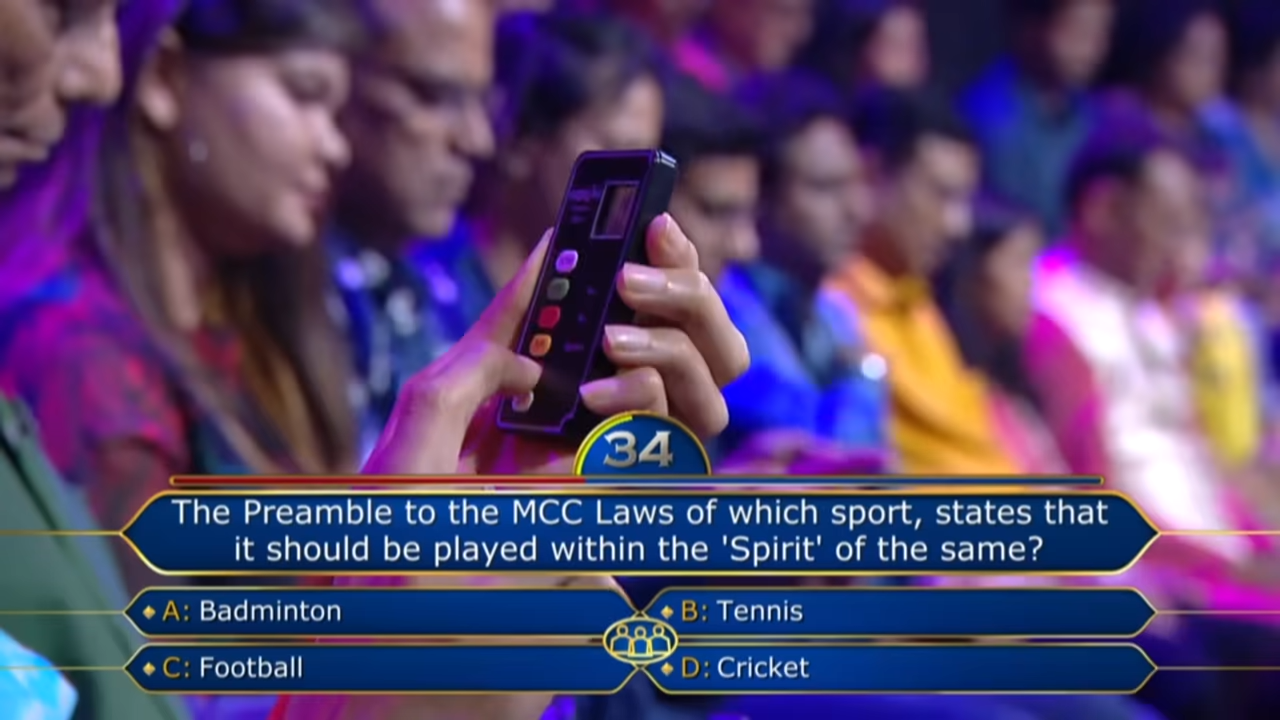 34
The Preamble to the MCC Laws of which sport, states that
it should be played within the 'Spirit' of the same?
A: Badminton
B: Tennis
C: Football
D: Cricket